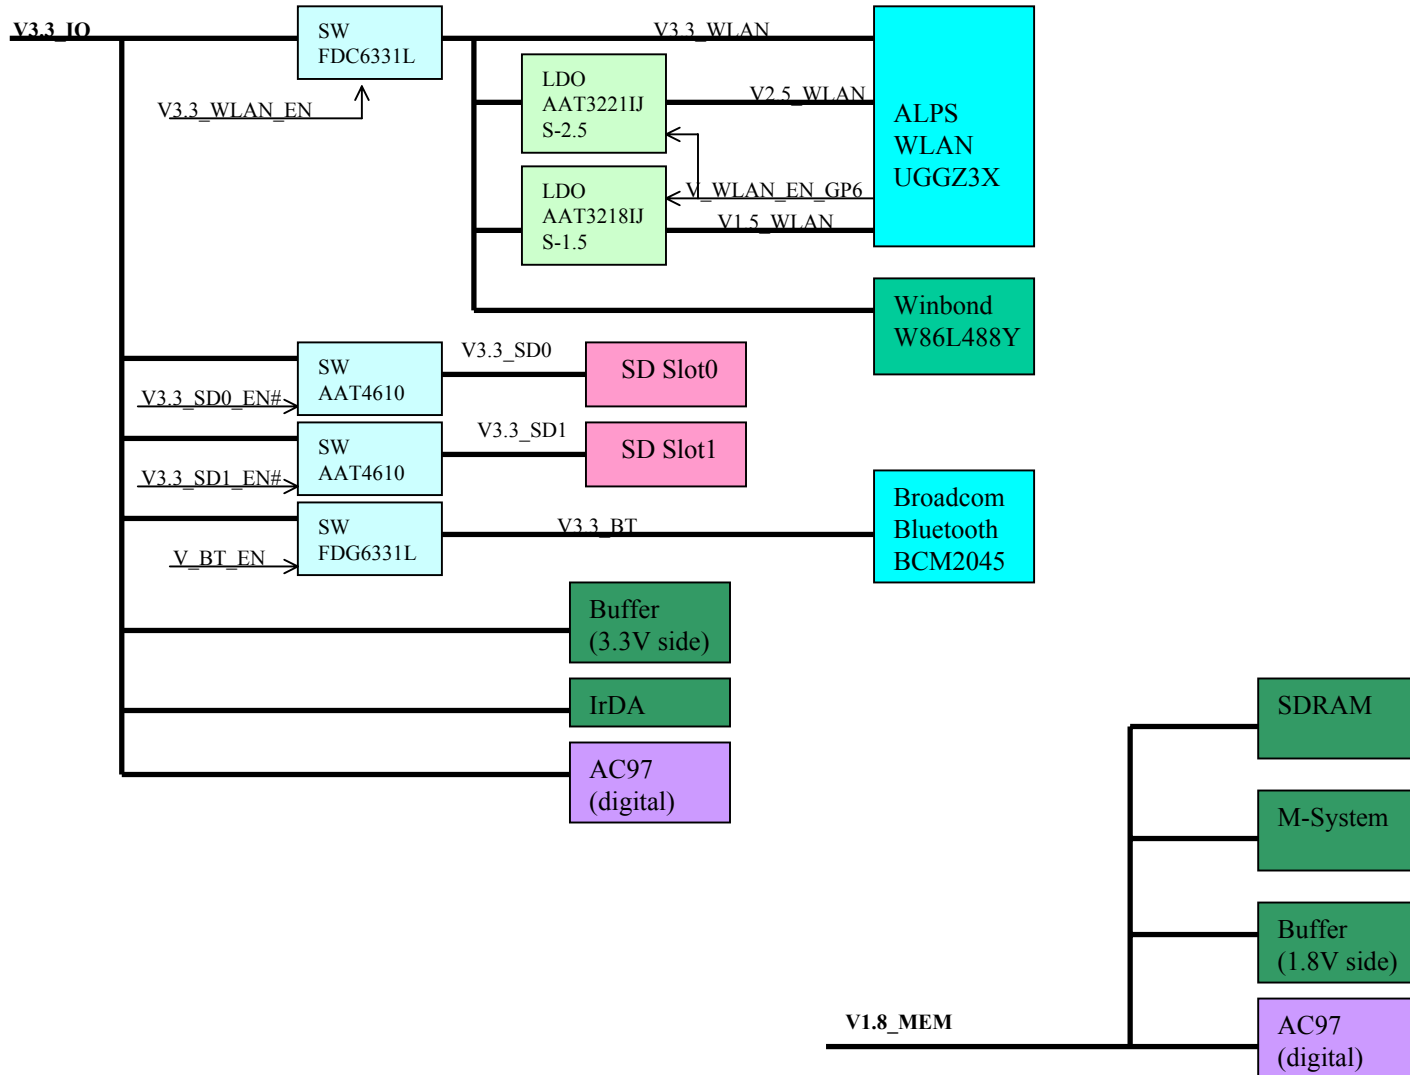 V3.3_IO
SW
FDC6331L
V3.3_WLAN_EN
V3.3_WLAN
LDO
AAT3221IJ
S-2.5
V2.5_WLAN
ALPS
WLAN
UGGZ3X
LDO
AAT3218IJ
S-1.5
V_WLAN_EN_GP6
V1.5_WLAN
Winbond
W86L488Y
SW
AAT4610
V3.3_SD0_EN#
V3.3_SD0
SD Slot0
SW
AAT4610
V3.3_SD1_EN#
V3.3_SD1
SD Slot1
SW
FDG6331L
V_BT_EN
V3.3_BT
Broadcom
Bluetooth
BCM2045
Buffer
(3.3V side)
IrDA
AC97
(digital)
SDRAM
M-System
Buffer
(1.8V side)
V1.8_MEM
AC97
(digital)